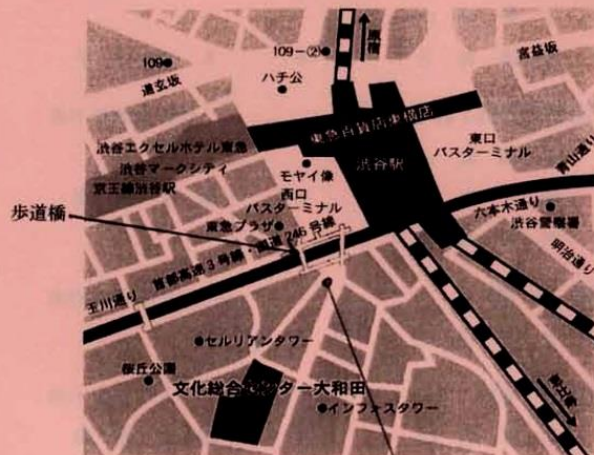 109-②
109
ハチ公
道玄坂
宮益坂
東急百貨店東横店
渋谷エクセルホテル東急
渋谷マークシティ
京王線渋谷駅
モヤイ像
西口
バスターミナル
渋谷駅
東口
バスターミナル
青山通り
歩道橋
東急プラザ
六本木通り
渋谷警察署
明治通り
首都高速3号線・国道246号線
玉川通り
セルリアンタワー
桜丘公園
文化総合センター大和田
インフォスタワー
恵比寿